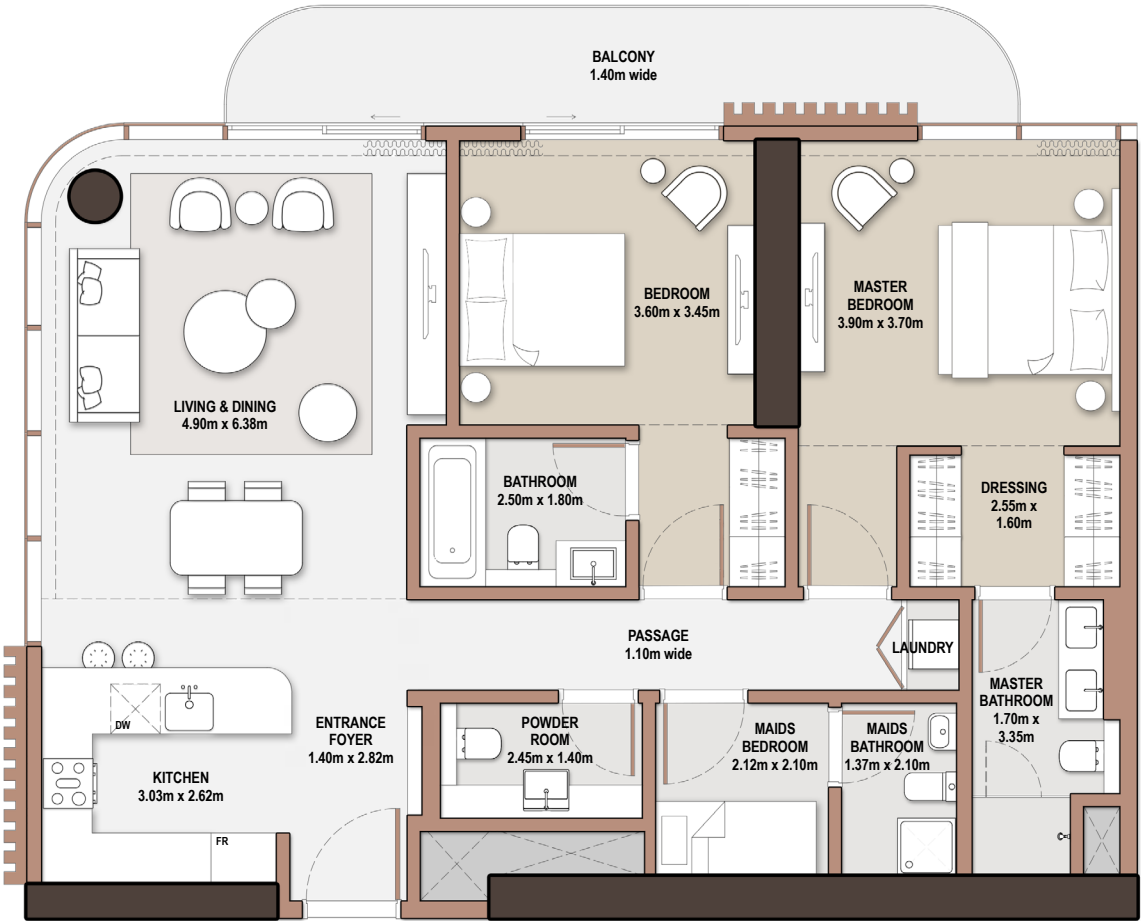 BALCONY
1.40m wide
BEDROOM
3.60m x 3.45m
MASTER
BEDROOM
3.90m x 3.70m
LIVING & DINING
4.90m x 6.38m
BATHROOM
2.50m x 1.80m
DRESSING
2.55m x
1.60m
PASSAGE
1.10m wide
LAUNDRY
MASTER
BATHROOM
1.70m x
3.35m
DW
ENTRANCE
FOYER
1.40m x 2.82m
POWDER
ROOM
2.45m x 1.40m
MAIDS
BEDROOM
2.12m x 2.10m
MAIDS
BATHROOM
1.37m x 2.10m
KITCHEN
3.03m x 2.62m
FR